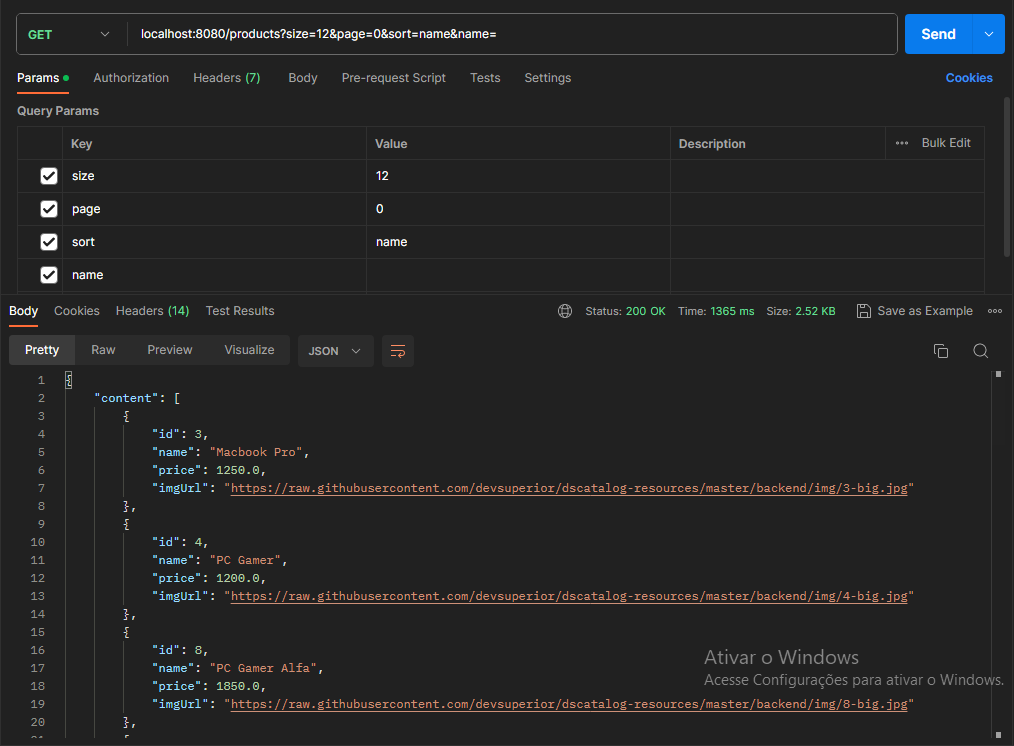 GET localhost:8080/products?size=12&page=0&sort=name&name= Send
Params Authorization Headers (7) Body Pre-request Script Tests Settings Cookies
Query Params
Key Value Description ••• Bulk Edit
size 12
page 0
sort name
name
Body Cookies Headers (14) Test Results Status: 200 OK Time: 1365 ms Size: 2.52 KB Save as Example •••
Pretty Raw Preview Visualize JSON
1 {
2 "content": [
3 {
4 "id": 3,
5 "name": "Macbook Pro",
6 "price": 1250.0,
7 "imgUrl": "https://raw.githubusercontent.com/devsuperior/dscatalog-resources/master/backend/img/3-big.jpg"
8 },
9 {
10 "id": 4,
11 "name": "PC Gamer",
12 "price": 1200.0,
13 "imgUrl": "https://raw.githubusercontent.com/devsuperior/dscatalog-resources/master/backend/img/4-big.jpg"
14 },
15 {
16 "id": 8,
17 "name": "PC Gamer Alfa",
18 "price": 1850.0,
19 "imgUrl": "https://raw.githubusercontent.com/devsuperior/dscatalog-resources/master/backend/img/8-big.jpg"
20 },
Ativar o Windows
Acesse Configurações para ativar o Windows.